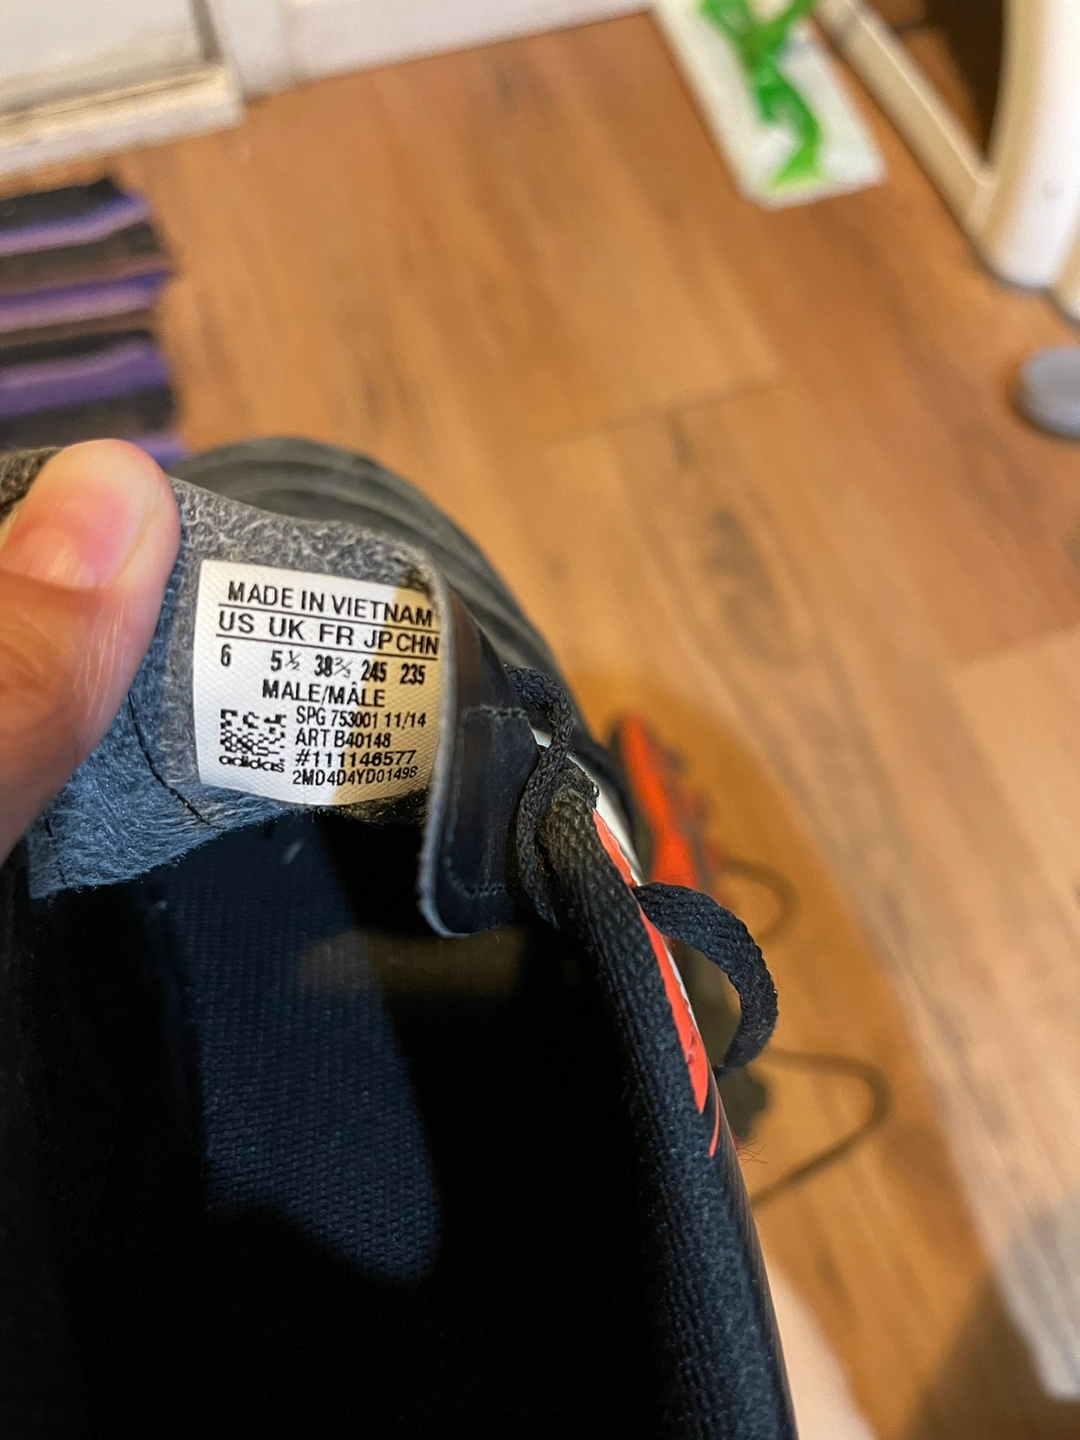 MADE IN VIETNAM
US UK FR JP CHN
6 5½ 38⅔ 245 235
MALE/MÂLE
SPG 753001 11/14
ART B40148
#111146577
adidas 2MD4D4YD01498